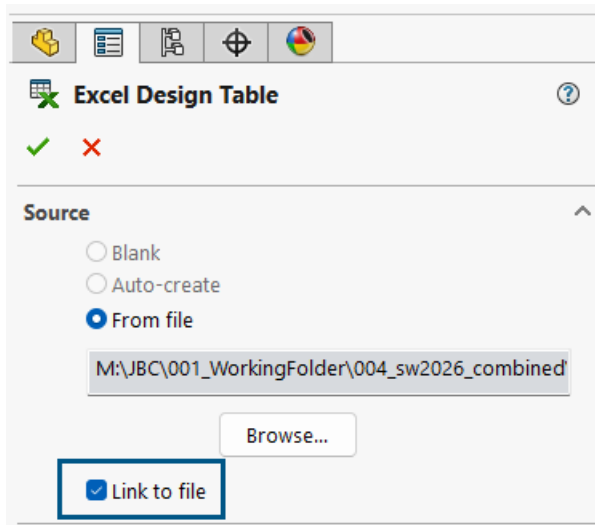 Excel Design Table
Source
Blank
Auto-create
From file
M:\JBC\001_WorkingFolder\004_sw2026_combined
Browse...
Link to file